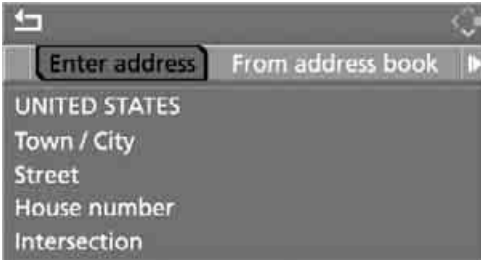 Enter address From address book
UNITED STATES
Town / City
Street
House number
Intersection